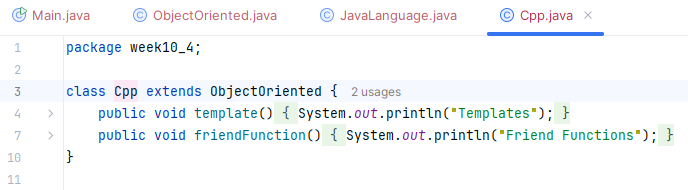 Main.java ObjectOriented.java JavaLanguage.java Cpp.java
1 package week10_4;
2
3 class Cpp extends ObjectOriented { 2 usages
4 public void template() { System.out.println("Templates"); }
7 public void friendFunction() { System.out.println("Friend Functions"); }
10 }
11